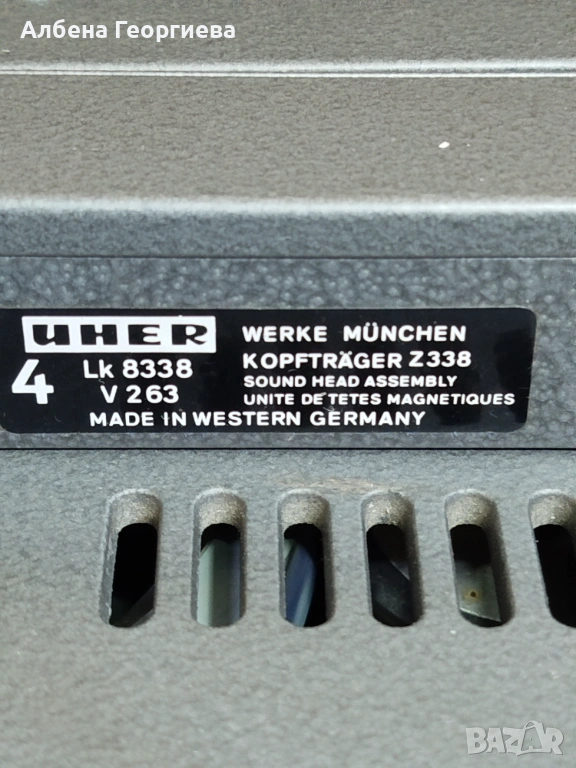 Албена Георгиева
UHER WERKE MÜNCHEN
4 Lk 8338 KOPFTRÄGER Z338
V 263 SOUND HEAD ASSEMBLY
UNITE DE TETES MAGNETIQUES
MADE IN WESTERN GERMANY
BAZAR